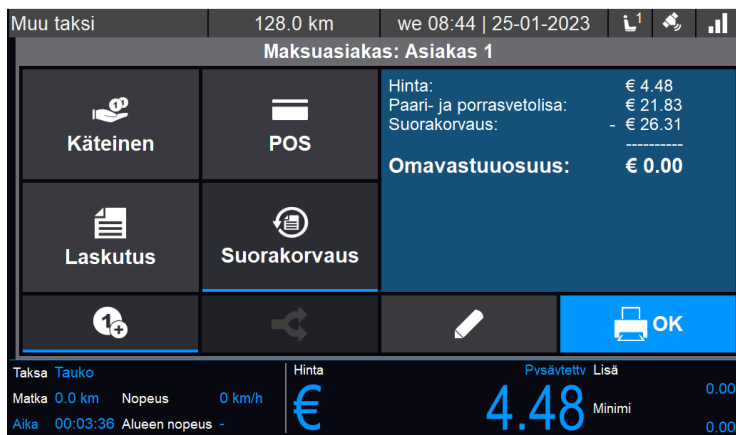 Muu taksi 128.0 km we 08:44 | 25-01-2023 1
Maksuasiakas: Asiakas 1
Käteinen
POS
Hinta: € 4.48
Paari- ja porrasvetolisa: € 21.83
Suorakorvaus: - € 26.31
----------
Omavastuuosuus: € 0.00
Laskutus
Suorakorvaus
1
OK
Taksa Tauko Hinta Pysäytetty Lisä
0.00
Matka 0.0 km Nopeus 0 km/h
€ 4.48
Minimi
Aika 00:03:36 Alueen nopeus - 0.00